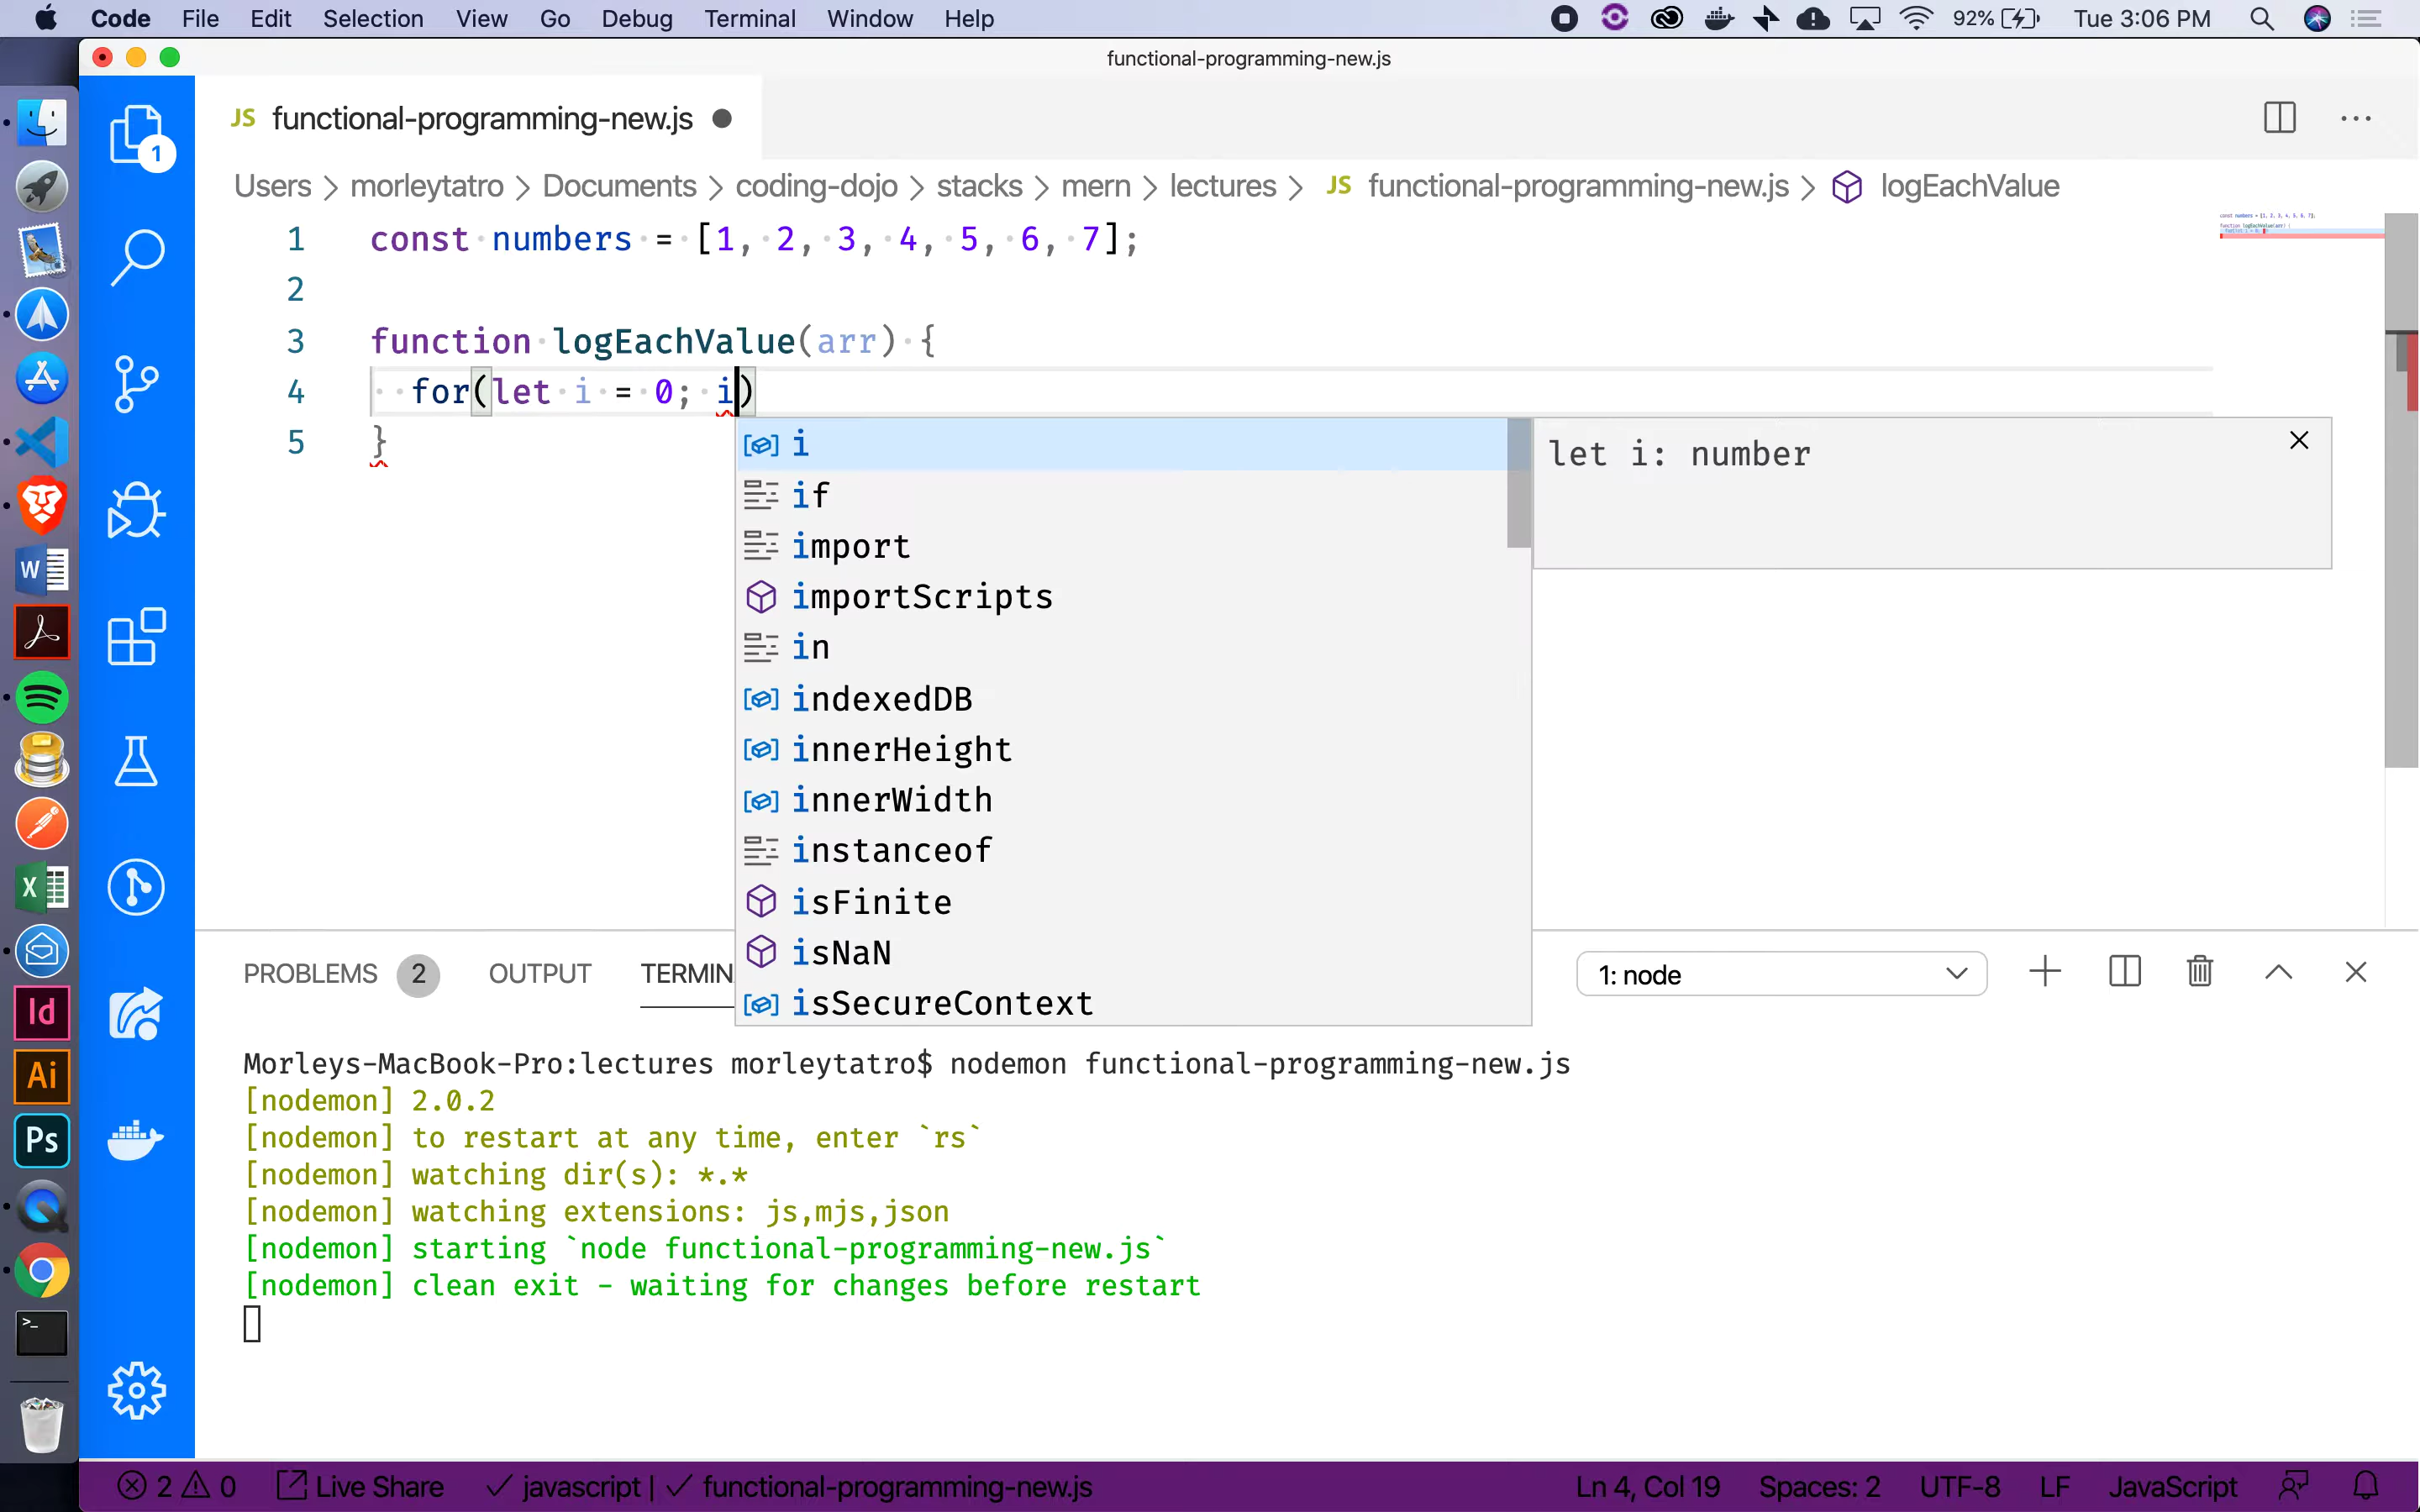 Code File Edit Selection View Go Debug Terminal Window Help 92% Tue 3:06 PM
functional-programming-new.js
JS functional-programming-new.js
Users > morleytatro > Documents > coding-dojo > stacks > mern > lectures > JS functional-programming-new.js > logEachValue
1 const numbers = [1, 2, 3, 4, 5, 6, 7];
2
3 function logEachValue(arr) {
4 for(let i = 0; i)
5 }
i
let i: number
if
import
importScripts
in
indexedDB
innerHeight
innerWidth
instanceof
isFinite
isNaN
isSecureContext
1
PROBLEMS 2 OUTPUT TERMIN 1: node
Morleys-MacBook-Pro:lectures morleytatro$ nodemon functional-programming-new.js
[nodemon] 2.0.2
[nodemon] to restart at any time, enter `rs`
[nodemon] watching dir(s): *.*
[nodemon] watching extensions: js,mjs,json
[nodemon] starting `node functional-programming-new.js`
[nodemon] clean exit - waiting for changes before restart
W
X
Id
Ai
Ps
>_
2 0 Live Share javascript | functional-programming-new.js Ln 4, Col 19 Spaces: 2 UTF-8 LF JavaScript